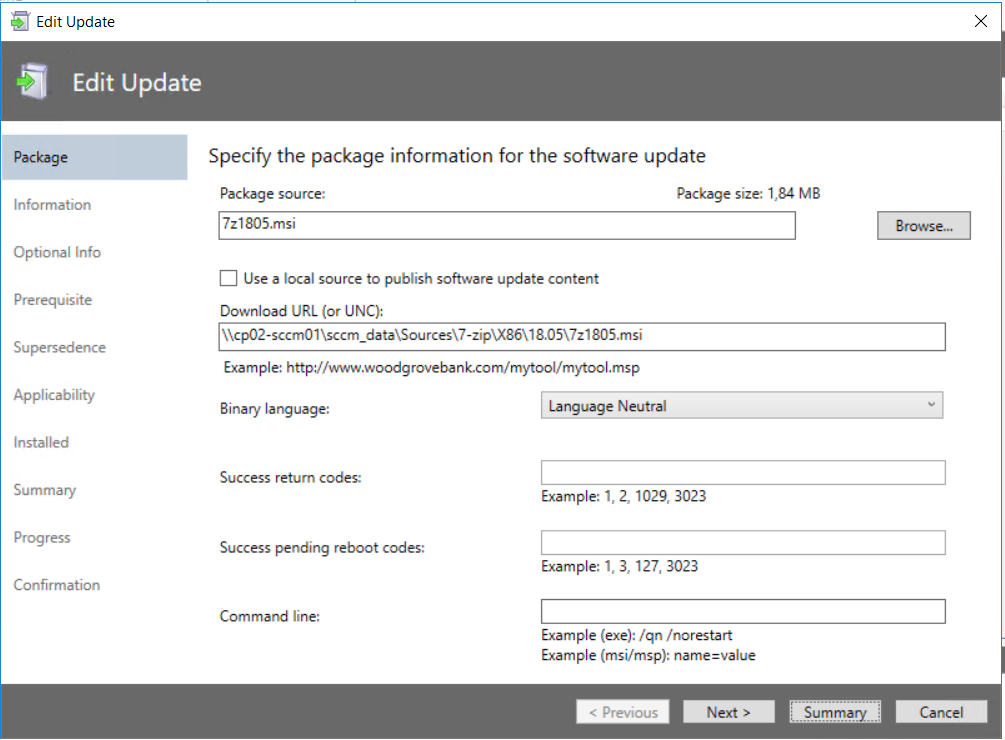 Edit Update
Edit Update
Package
Information
Optional Info
Prerequisite
Supersedence
Applicability
Installed
Summary
Progress
Confirmation
Specify the package information for the software update
Package source: Package size: 1,84 MB
7z1805.msi Browse...
Use a local source to publish software update content
Download URL (or UNC):
\\cp02-sccm01\sccm_data\Sources\7-zip\X86\18.05\7z1805.msi
Example: http://www.woodgrovebank.com/mytool/mytool.msp
Binary language: Language Neutral
Success return codes:
Example: 1, 2, 1029, 3023
Success pending reboot codes:
Example: 1, 3, 127, 3023
Command line:
Example (exe): /qn /norestart
Example (msi/msp): name=value
< Previous Next > Summary Cancel